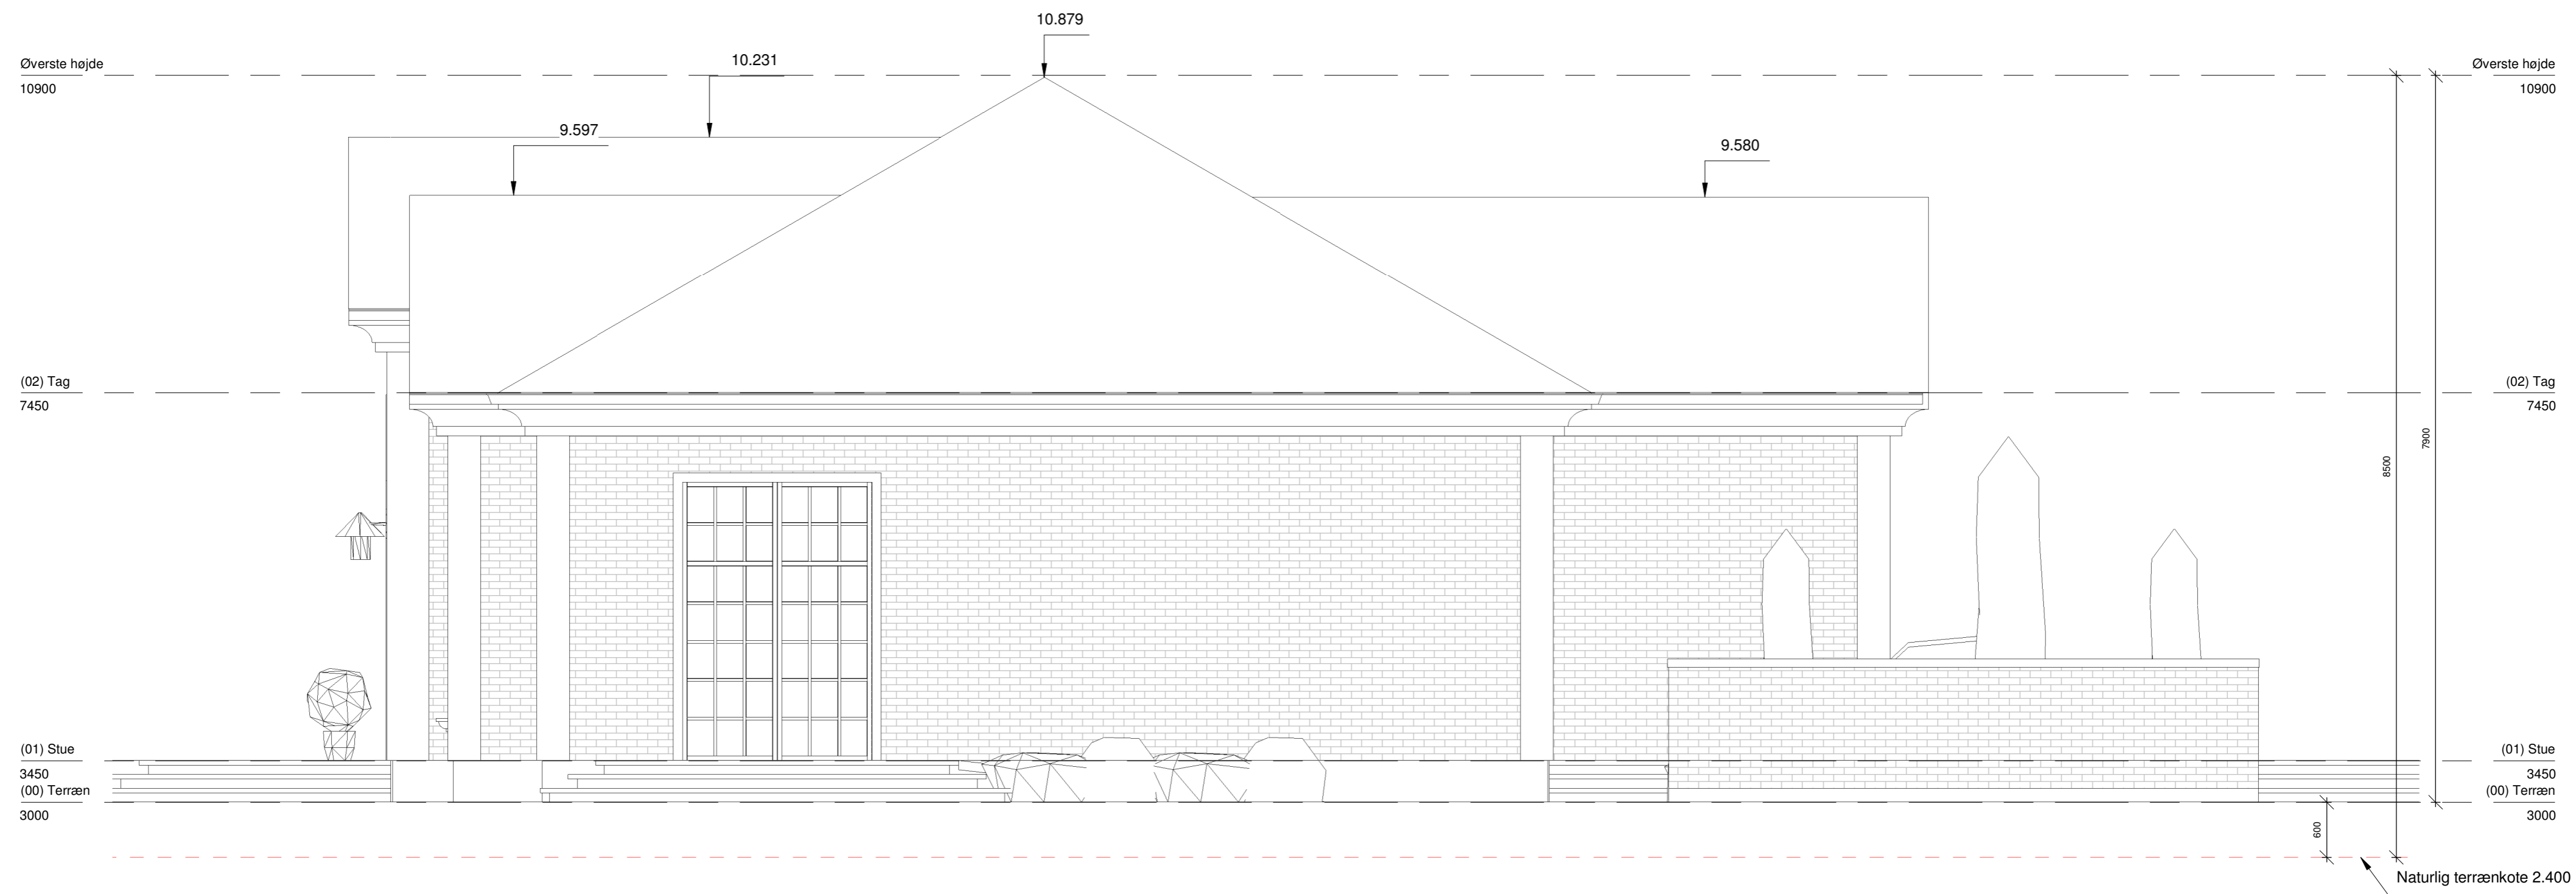 10.879
10.231
Øverste højde
10900
Øverste højde
10900
9.597
9.580
(02) Tag
7450
(02) Tag
7450
7900
8500
(01) Stue
3450
(00) Terræn
3000
(01) Stue
3450
(00) Terræn
3000
600
Naturlig terrænkote 2.400